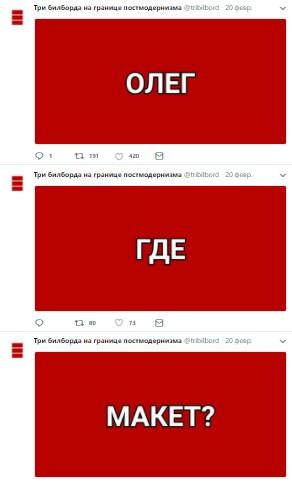 Три билборда на границе постмодернизма @tribilbord · 20 февр.
ОЛЕГ
1 191 420
Три билборда на границе постмодернизма @tribilbord · 20 февр.
ГДЕ
80 73
Три билборда на границе постмодернизма @tribilbord · 20 февр.
МАКЕТ?